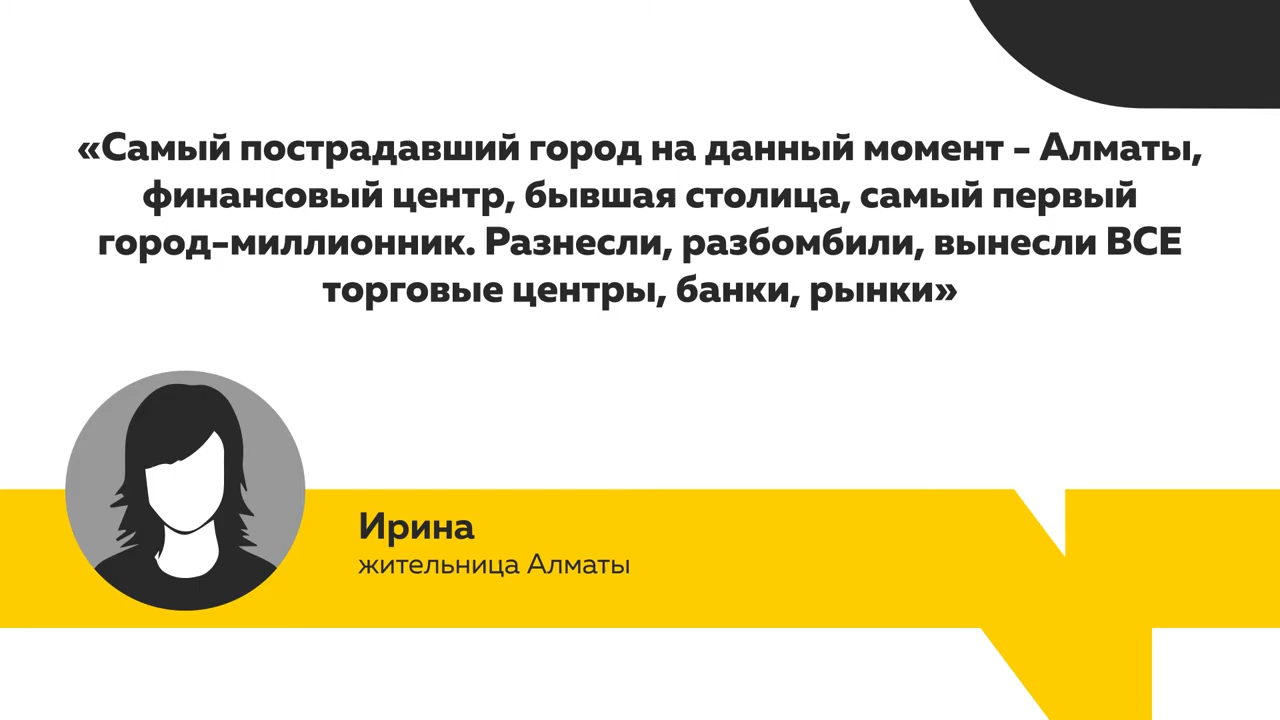 «Самый пострадавший город на данный момент – Алматы,
финансовый центр, бывшая столица, самый первый
город-миллионник. Разнесли, разбомбили, вынесли ВСЕ
торговые центры, банки, рынки»
Ирина
жительница Алматы